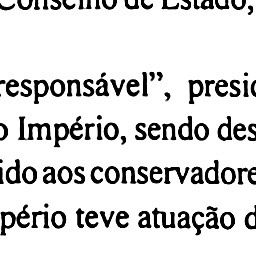 Conselho de Estado,
responsável”, presid
o Império, sendo des
ido aos conservadore
pério teve atuação d